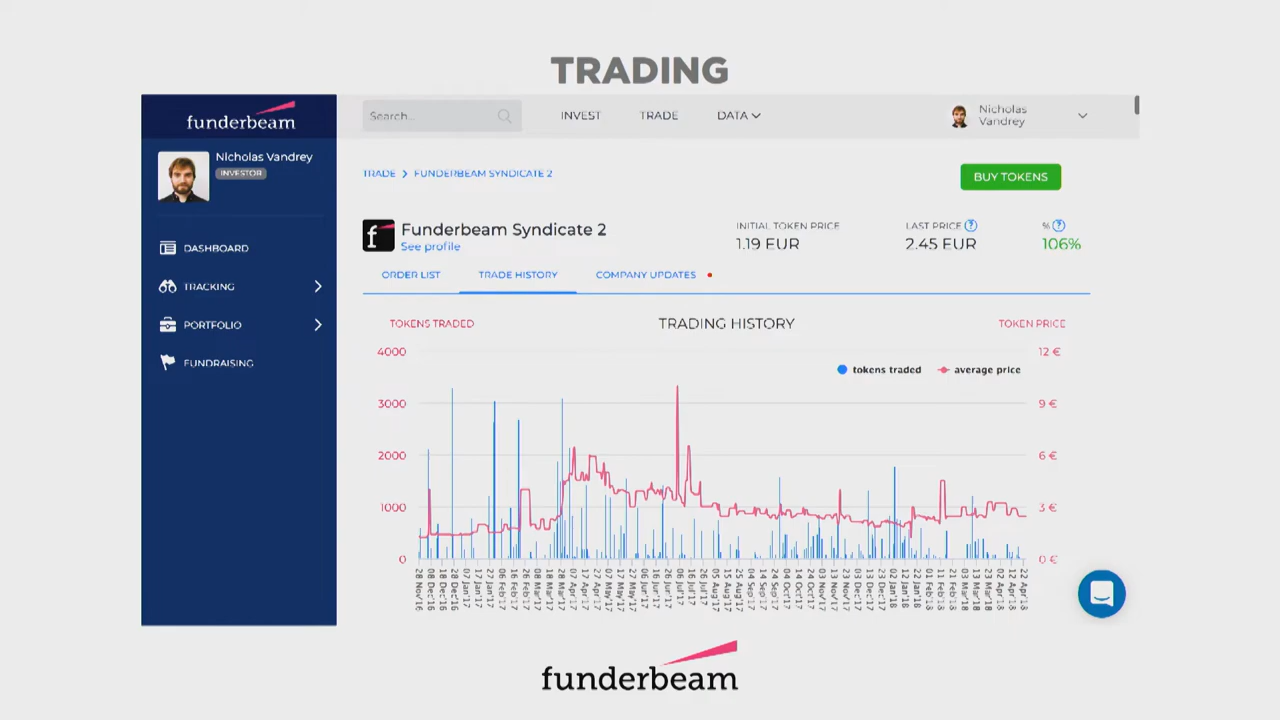 TRADING
funderbeam
Search...
INVEST
TRADE
DATA
Nicholas
Vandrey
Nicholas Vandrey
INVESTOR
DASHBOARD
TRACKING
PORTFOLIO
FUNDRAISING
TRADE > FUNDERBEAM SYNDICATE 2
BUY TOKENS
Funderbeam Syndicate 2
See profile
INITIAL TOKEN PRICE
1.19 EUR
LAST PRICE ?
2.45 EUR
% ?
106%
ORDER LIST
TRADE HISTORY
COMPANY UPDATES
TOKENS TRADED
TRADING HISTORY
TOKEN PRICE
4000
3000
2000
1000
0
12 €
9 €
6 €
3 €
0 €
tokens traded
average price
28 Nov'16
08 Dec'16
18 Dec'16
28 Dec'16
07 Jan'17
17 Jan'17
27 Jan'17
06 Feb'17
16 Feb'17
26 Feb'17
08 Mar'17
18 Mar'17
28 Mar'17
07 Apr'17
17 Apr'17
27 Apr'17
07 May'17
17 May'17
27 May'17
06 Jun'17
16 Jun'17
26 Jun'17
06 Jul'17
16 Jul'17
26 Jul'17
05 Aug'17
15 Aug'17
25 Aug'17
04 Sep'17
14 Sep'17
24 Sep'17
04 Oct'17
14 Oct'17
24 Oct'17
03 Nov'17
13 Nov'17
23 Nov'17
03 Dec'17
13 Dec'17
23 Dec'17
02 Jan'18
12 Jan'18
22 Jan'18
01 Feb'18
11 Feb'18
23 Feb'18
03 Mar'18
13 Mar'18
23 Mar'18
02 Apr'18
12 Apr'18
22 Apr'18
funderbeam